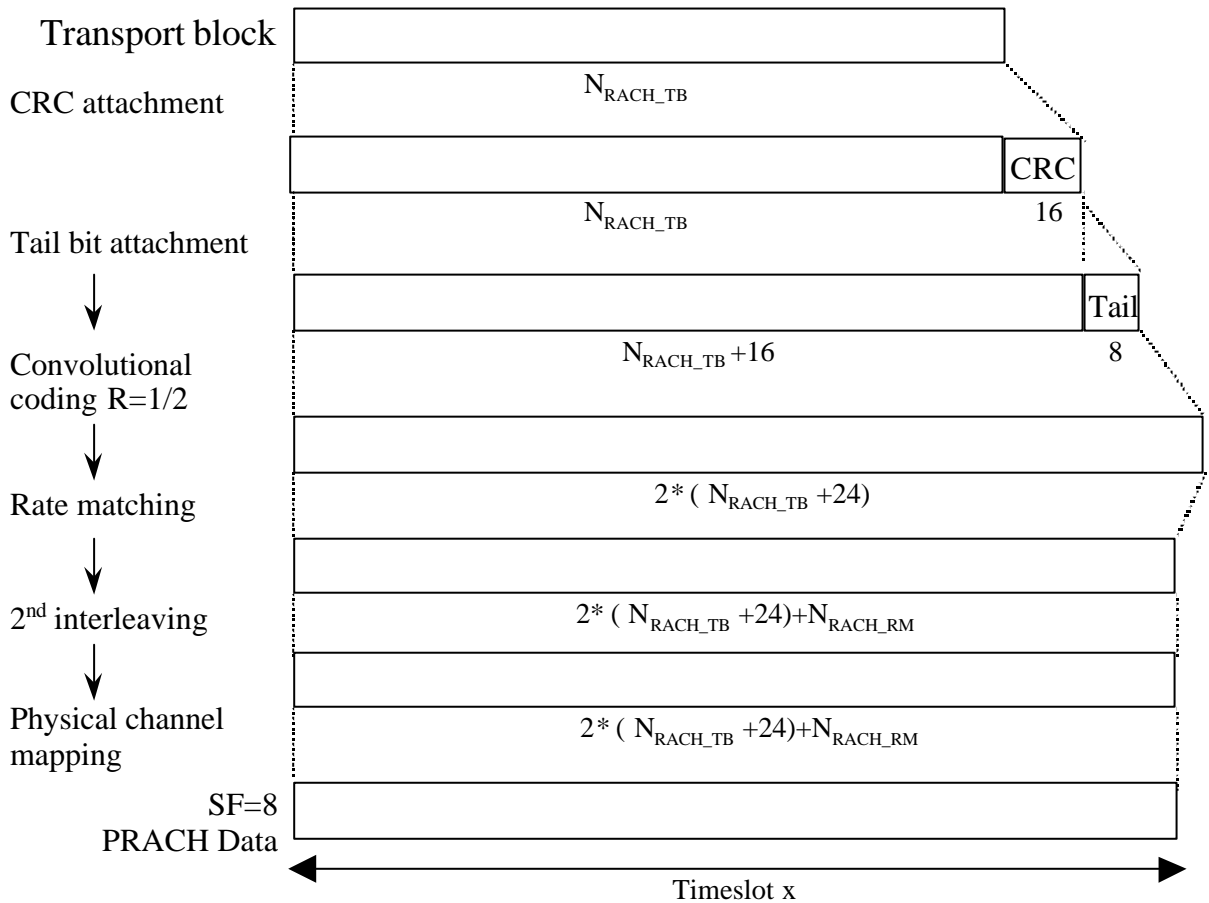 Transport block
N_RACH_TB
CRC attachment
CRC
N_RACH_TB 16
Tail bit attachment
Tail
N_RACH_TB +16 8
Convolutional
coding R=1/2
2* ( N_RACH_TB +24)
Rate matching
2* ( N_RACH_TB +24)+N_RACH_RM
2nd interleaving
2* ( N_RACH_TB +24)+N_RACH_RM
Physical channel
mapping
SF=8
PRACH Data
Timeslot x